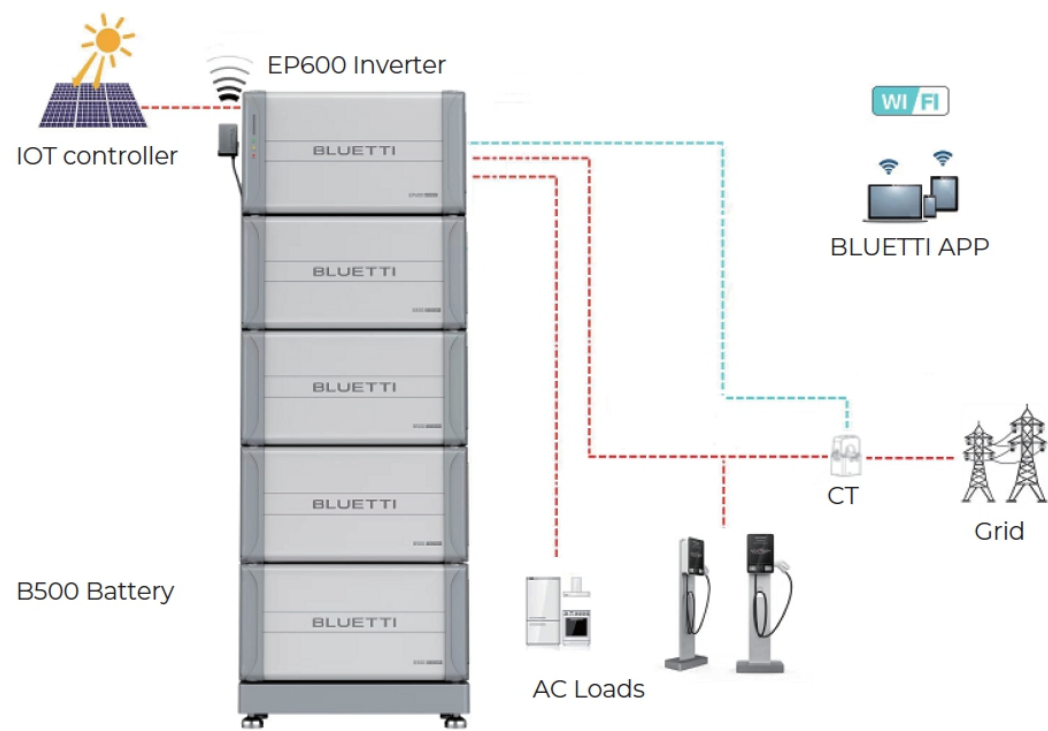 EP600 Inverter
WI FI
IOT controller
BLUETTI
BLUETTI APP
BLUETTI
BLUETTI
BLUETTI
CT
Grid
B500 Battery
BLUETTI
AC Loads